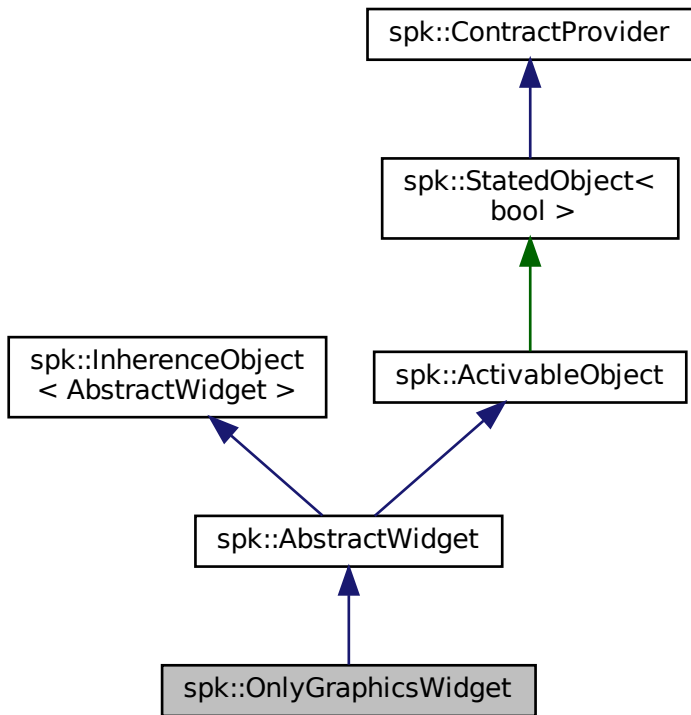 spk::ContractProvider
spk::StatedObject<
bool >
spk::InherenceObject
< AbstractWidget >
spk::ActivableObject
spk::AbstractWidget
spk::OnlyGraphicsWidget